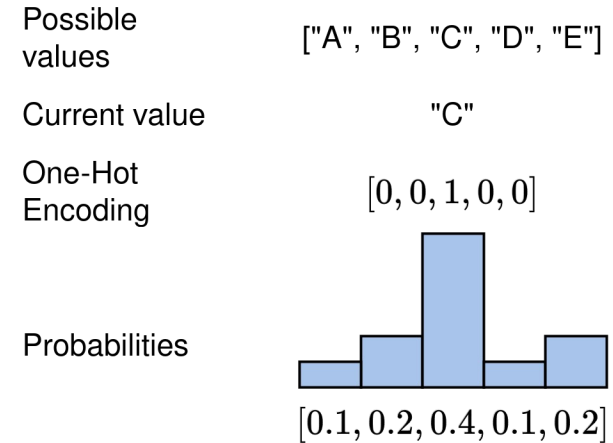 Possible
values
["A", "B", "C", "D", "E"]
Current value
"C"
One-Hot
Encoding
[0, 0, 1, 0, 0]
Probabilities
[0.1, 0.2, 0.4, 0.1, 0.2]